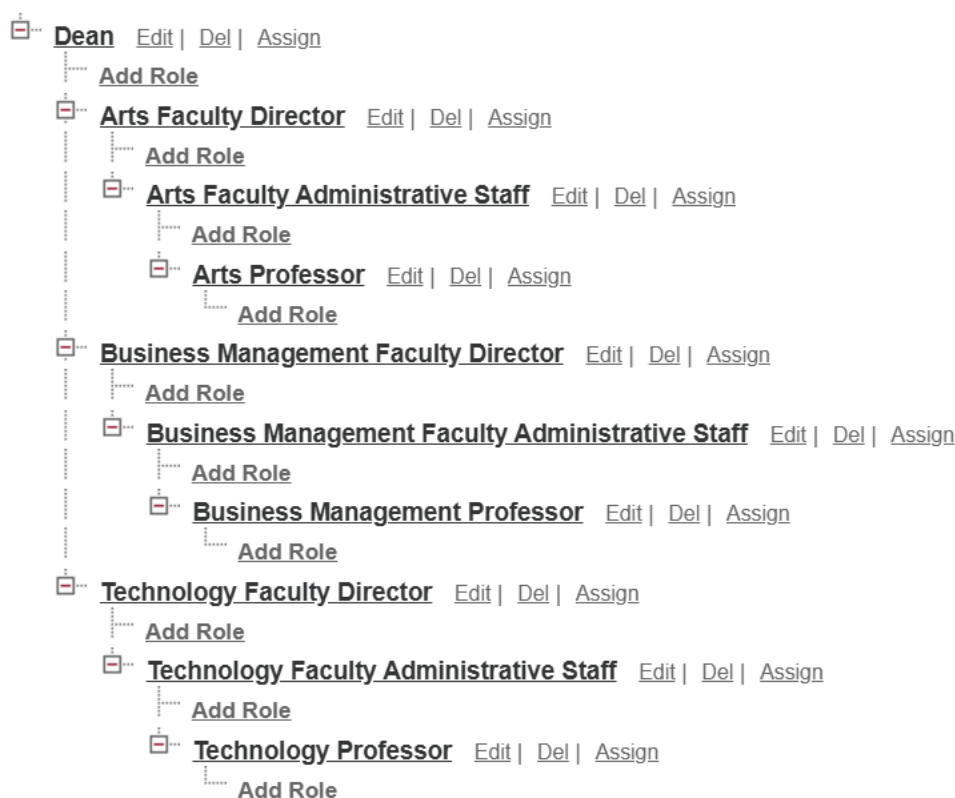 Dean Edit | Del | Assign
Add Role
Arts Faculty Director Edit | Del | Assign
Add Role
Arts Faculty Administrative Staff Edit | Del | Assign
Add Role
Arts Professor Edit | Del | Assign
Add Role
Business Management Faculty Director Edit | Del | Assign
Add Role
Business Management Faculty Administrative Staff Edit | Del | Assign
Add Role
Business Management Professor Edit | Del | Assign
Add Role
Technology Faculty Director Edit | Del | Assign
Add Role
Technology Faculty Administrative Staff Edit | Del | Assign
Add Role
Technology Professor Edit | Del | Assign
Add Role